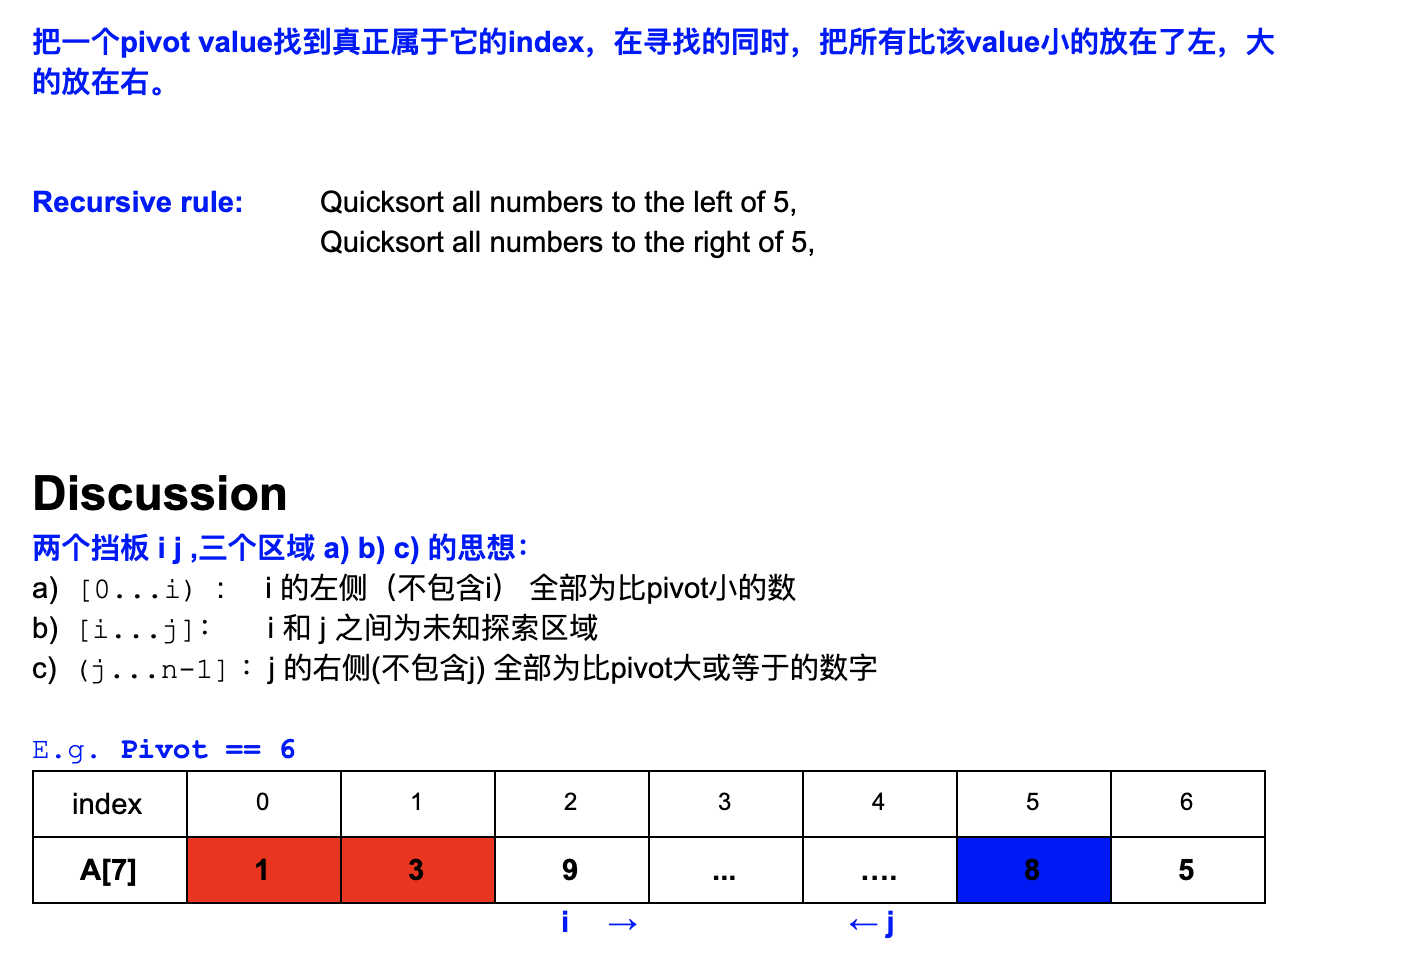 把一个pivot value找到真正属于它的index，在寻找的同时，把所有比该value小的放在了左，大
的放在右。
Recursive rule: Quicksort all numbers to the left of 5,
Quicksort all numbers to the right of 5,
Discussion
两个挡板 i j ,三个区域 a) b) c) 的思想：
a) [0...i) : i 的左侧（不包含i） 全部为比pivot小的数
b) [i...j]: i 和 j 之间为未知探索区域
c) (j...n-1] : j 的右侧(不包含j) 全部为比pivot大或等于的数字
E.g. Pivot == 6
index 0 1 2 3 4 5 6
A[7] 1 3 9 ... .... 8 5
i → ← j